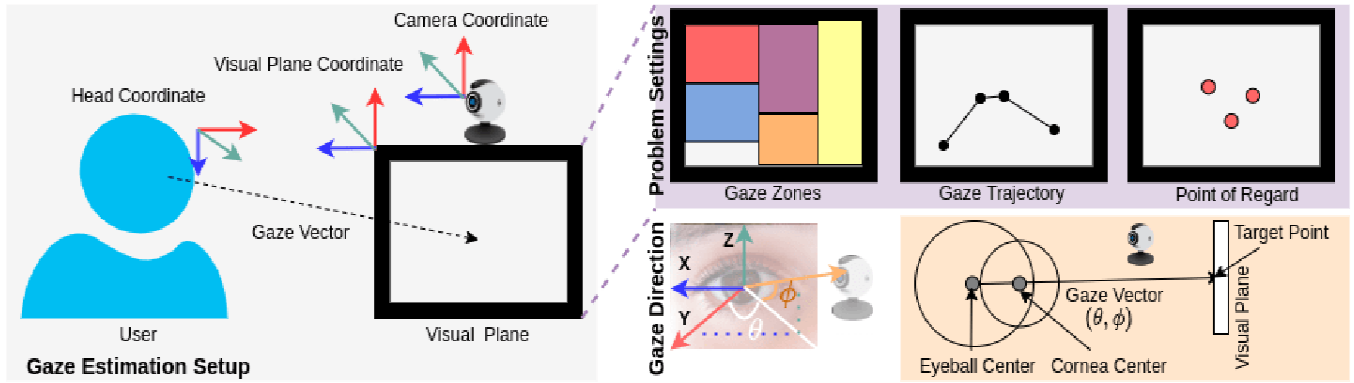 Camera Coordinate
Visual Plane Coordinate
Head Coordinate
Gaze Vector
User
Visual Plane
Gaze Estimation Setup
Problem Settings
Gaze Zones
Gaze Trajectory
Point of Regard
Gaze Direction
Z
X
Y
ϕ
θ
Target Point
Gaze Vector
(θ, ϕ)
Visual Plane
Eyeball Center
Cornea Center